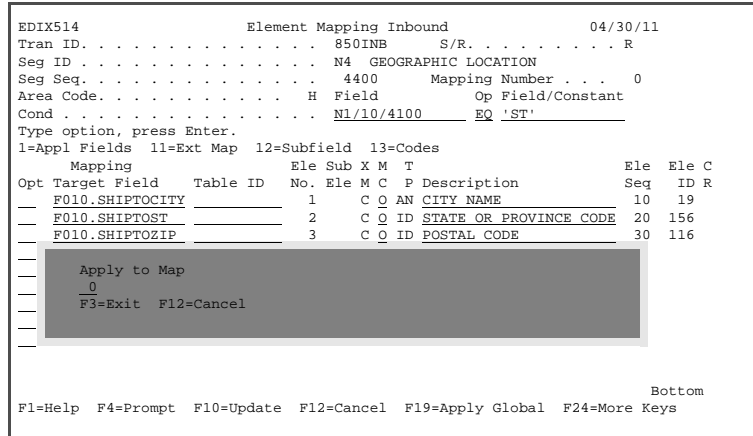 EDIX514 Element Mapping Inbound 04/30/11
Tran ID. . . . . . . . . . . . . . 850INB S/R. . . . . . . . . R
Seg ID . . . . . . . . . . . . . . N4 GEOGRAPHIC LOCATION
Seg Seq. . . . . . . . . . . . . . 4400 Mapping Number . . . 0
Area Code. . . . . . . . . . . . H Field Op Field/Constant
Cond . . . . . . . . . . . . . . . N1/10/4100 EQ 'ST'
Type option, press Enter.
1=Appl Fields 11=Ext Map 12=Subfield 13=Codes
Mapping Ele Sub X M T Ele Ele C
Opt Target Field Table ID No. Ele M C P Description Seq ID R
F010.SHIPTOCITY 1 C O AN CITY NAME 10 19
F010.SHIPTOST 2 C O ID STATE OR PROVINCE CODE 20 156
F010.SHIPTOZIP 3 C O ID POSTAL CODE 30 116
Apply to Map
0
F3=Exit F12=Cancel
Bottom
F1=Help F4=Prompt F10=Update F12=Cancel F19=Apply Global F24=More Keys